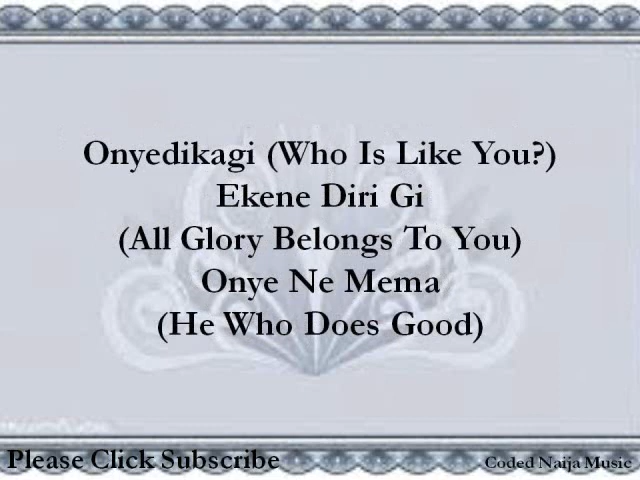 Onyedikagi (Who Is Like You?)
Ekene Diri Gi
(All Glory Belongs To You)
Onye Ne Mema
(He Who Does Good)
Please Click Subscribe
Coded Naija Music